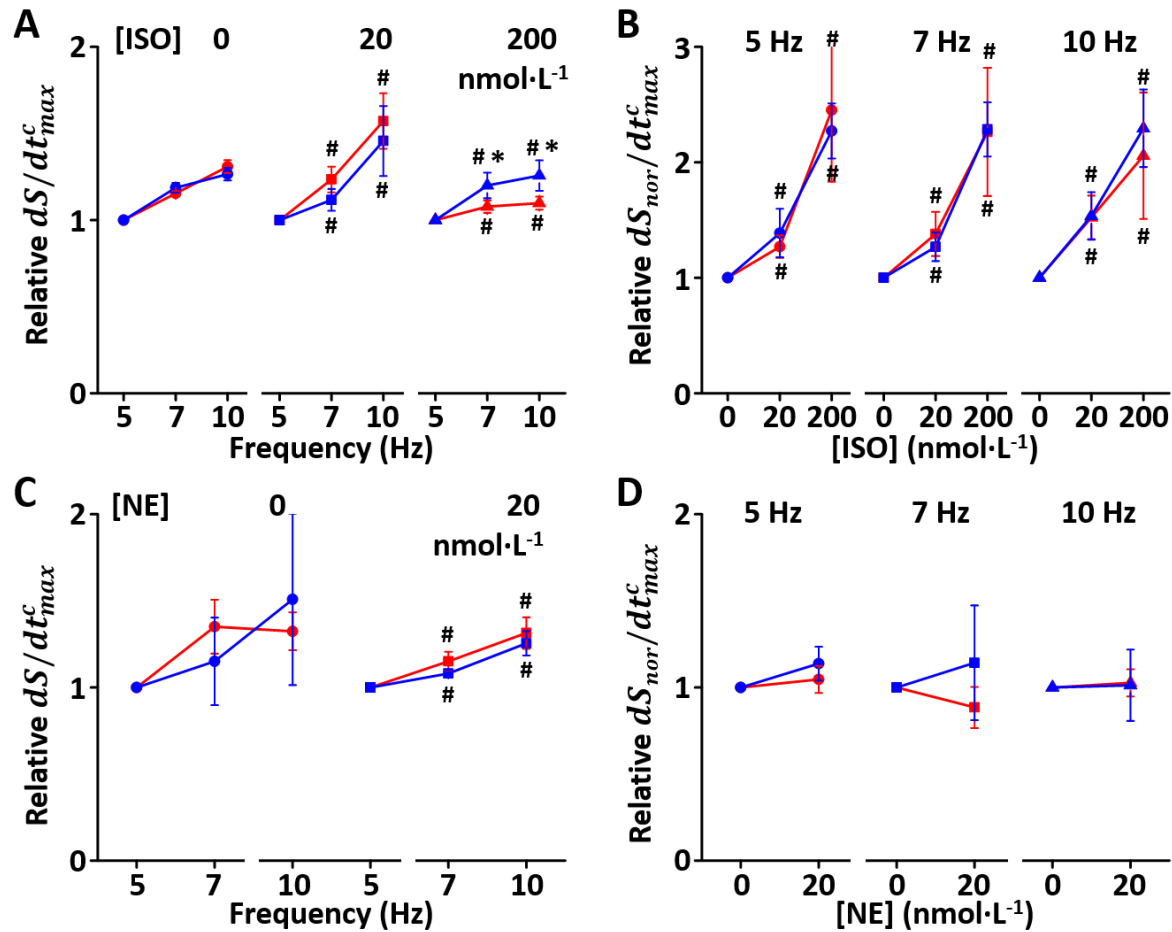 A
[ISO] 0 20 200
nmol·L⁻¹
# # # * # *
# # # #
Relative dS/dtᶜₘₐₓ
2
1
0
5 7 10 5 7 10 5 7 10
Frequency (Hz)
B
5 Hz 7 Hz 10 Hz
# # #
# # #
# # #
# # #
Relative dSₙₒᵣ/dtᶜₘₐₓ
3
2
1
0
0 20 200 0 20 200 0 20 200
[ISO] (nmol·L⁻¹)
C
[NE] 0 20
nmol·L⁻¹
# #
# #
Relative dS/dtᶜₘₐₓ
2
1
0
5 7 10 5 7 10
Frequency (Hz)
D
5 Hz 7 Hz 10 Hz
Relative dSₙₒᵣ/dtᶜₘₐₓ
2
1
0
0 20 0 20 0 20
[NE] (nmol·L⁻¹)